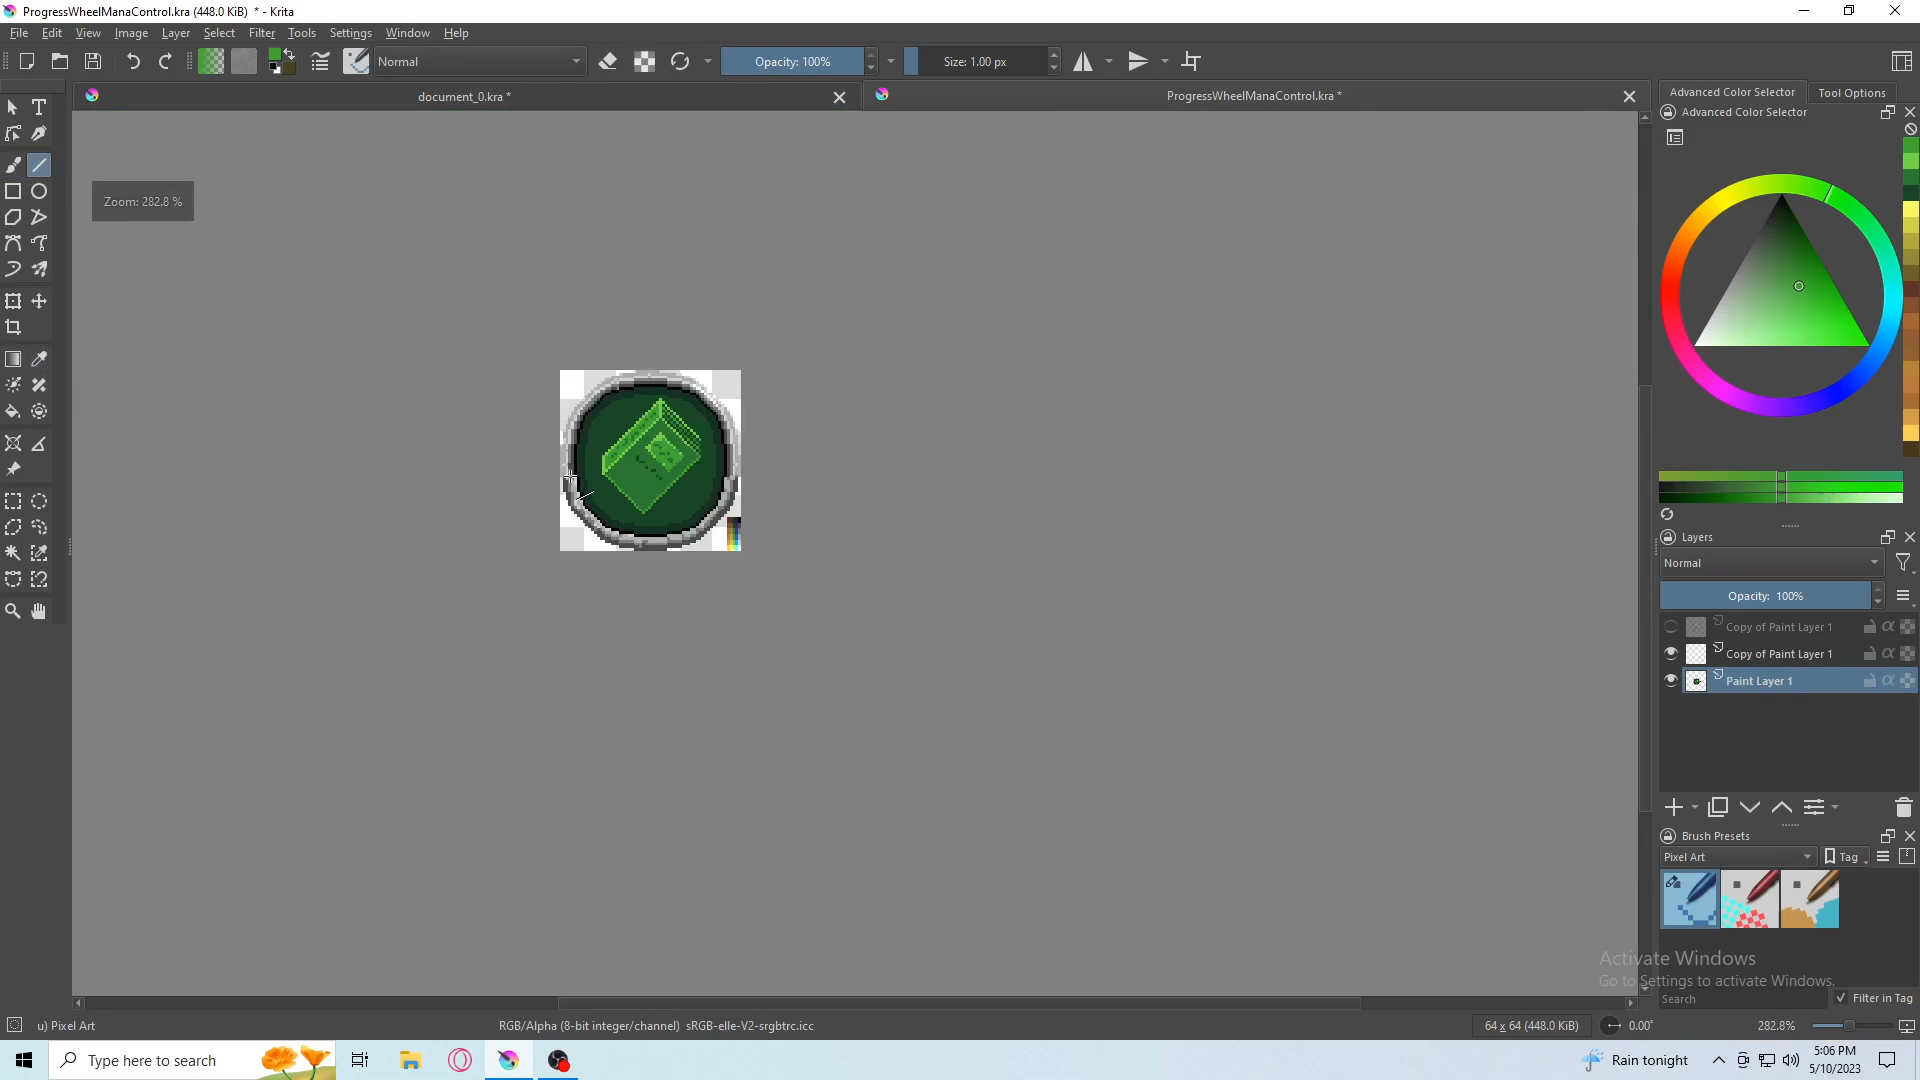 ProgressWheelManaControl.kra (448.0 KiB) * - Krita
File Edit View Image Layer Select Filter Tools Settings Window Help
Normal
Opacity: 100%
Size: 1.00 px
document_0.kra *
ProgressWheelManaControl.kra *
Advanced Color Selector
Tool Options
Advanced Color Selector
Zoom: 282.8 %
Layers
Normal
Opacity: 100%
Copy of Paint Layer 1
Copy of Paint Layer 1
Paint Layer 1
Brush Presets
Pixel Art
Tag
Activate Windows
Go to Settings to activate Windows.
Search
Filter in Tag
u) Pixel Art
RGB/Alpha (8-bit integer/channel) sRGB-elle-V2-srgbtrc.icc
64 x 64 (448.0 KiB)
0.00°
282.8%
Type here to search
Rain tonight
5:06 PM
5/10/2023